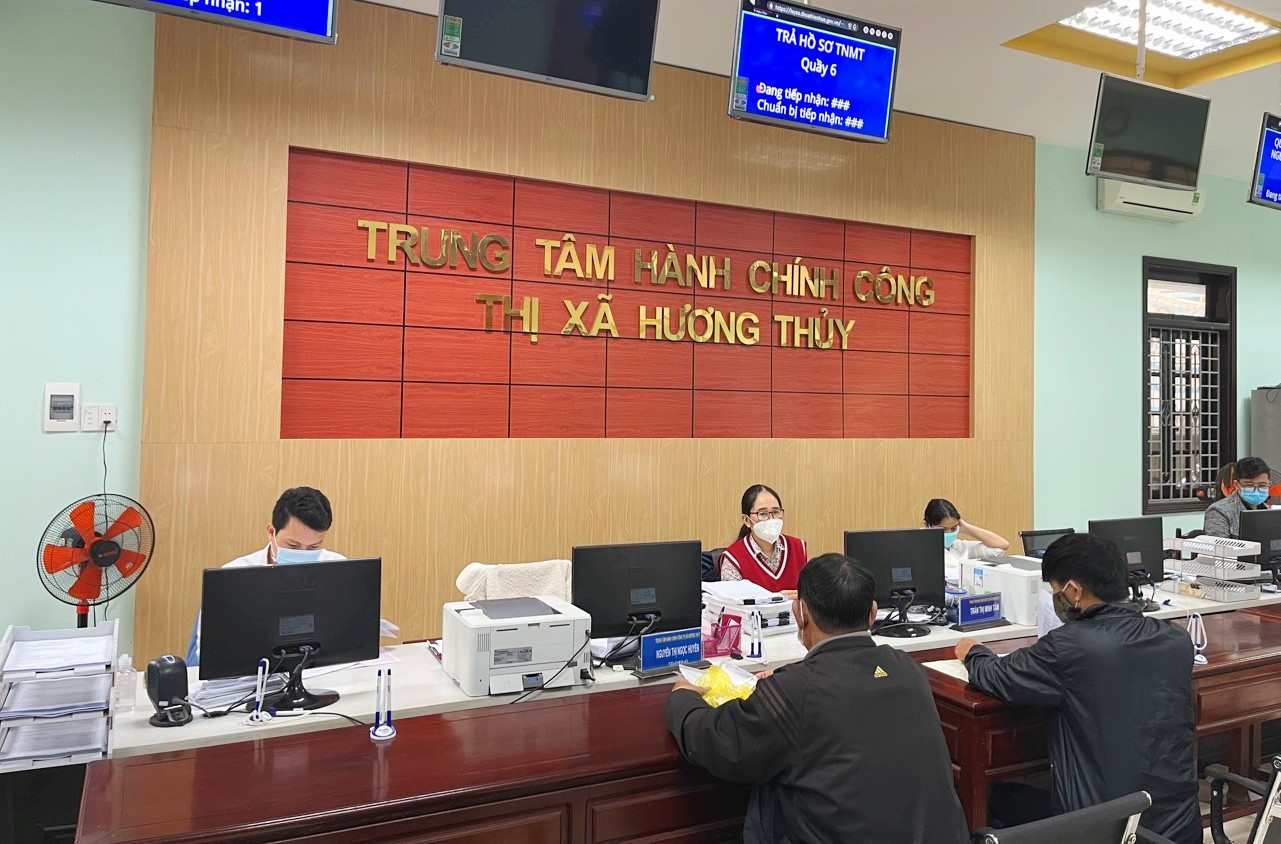 nhận: 1
TRẢ HỒ SƠ TNMT
Quầy 6
Đang tiếp nhận: ###
Chuẩn bị tiếp nhận: ###
Đang
TRUNG TÂM HÀNH CHÍNH CÔNG
THỊ XÃ HƯƠNG THỦY
NGUYỄN THỊ NGỌC HUYỀN
TRẦN THỊ MINH TÂM